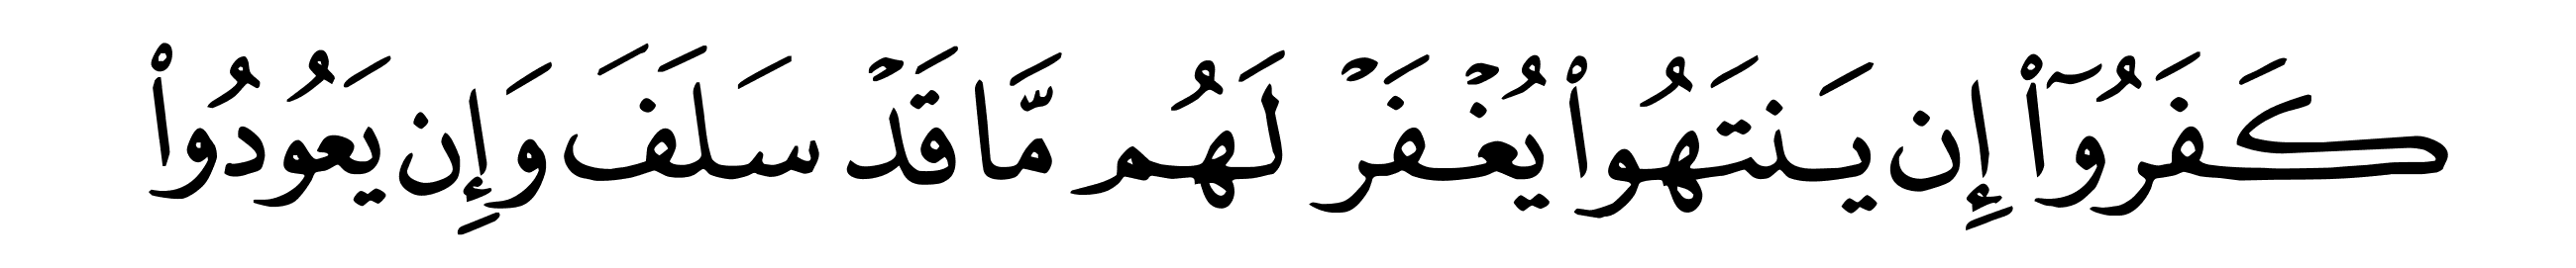 كَفَرُوٓاْ إِن يَنتَهُواْ يُغْفَرْ لَهُم مَّا قَدْ سَلَفَ وَإِن يَعُودُواْ